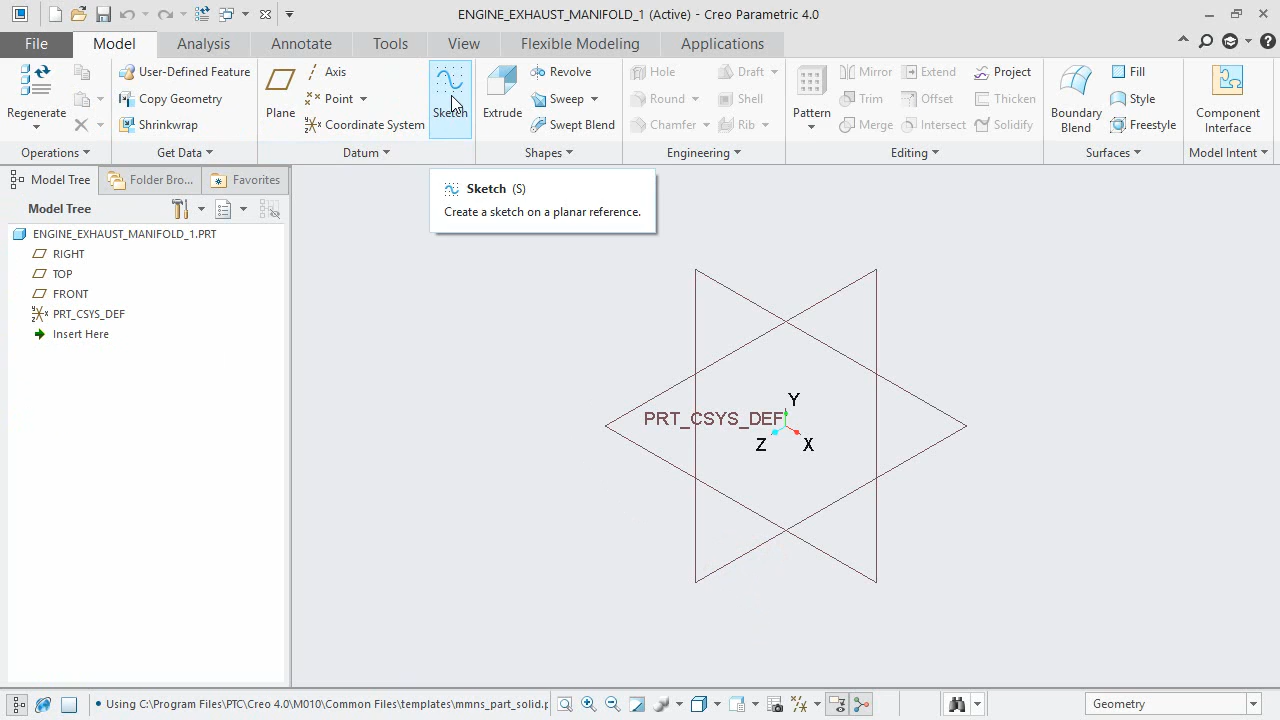 ENGINE_EXHAUST_MANIFOLD_1 (Active) - Creo Parametric 4.0
File Model Analysis Annotate Tools View Flexible Modeling Applications
Regenerate
User-Defined Feature
Copy Geometry
Shrinkwrap
Plane
Axis
Point
Coordinate System
Sketch
Extrude
Revolve
Sweep
Swept Blend
Hole
Round
Chamfer
Draft
Shell
Rib
Pattern
Mirror
Trim
Merge
Extend
Offset
Intersect
Project
Thicken
Solidify
Boundary
Blend
Fill
Style
Freestyle
Component
Interface
Operations Get Data Datum Shapes Engineering Editing Surfaces Model Intent
Model Tree Folder Bro... Favorites
Model Tree
ENGINE_EXHAUST_MANIFOLD_1.PRT
RIGHT
TOP
FRONT
PRT_CSYS_DEF
Insert Here
Sketch (S)
Create a sketch on a planar reference.
PRT_CSYS_DEF
Y
Z
X
• Using C:\Program Files\PTC\Creo 4.0\M010\Common Files\templates\mmns_part_solid.p
Geometry